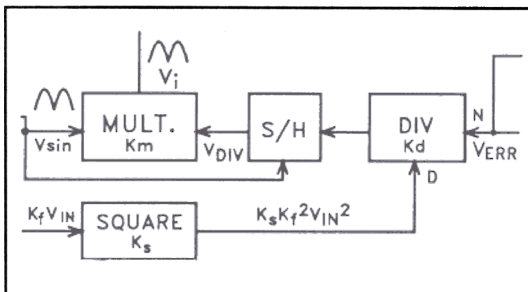 Vi
MULT.
Km
Vsin
VDIV
S/H
DIV
Kd
N
VERR
D
KfVIN
SQUARE
Ks
KsKf²VIN²